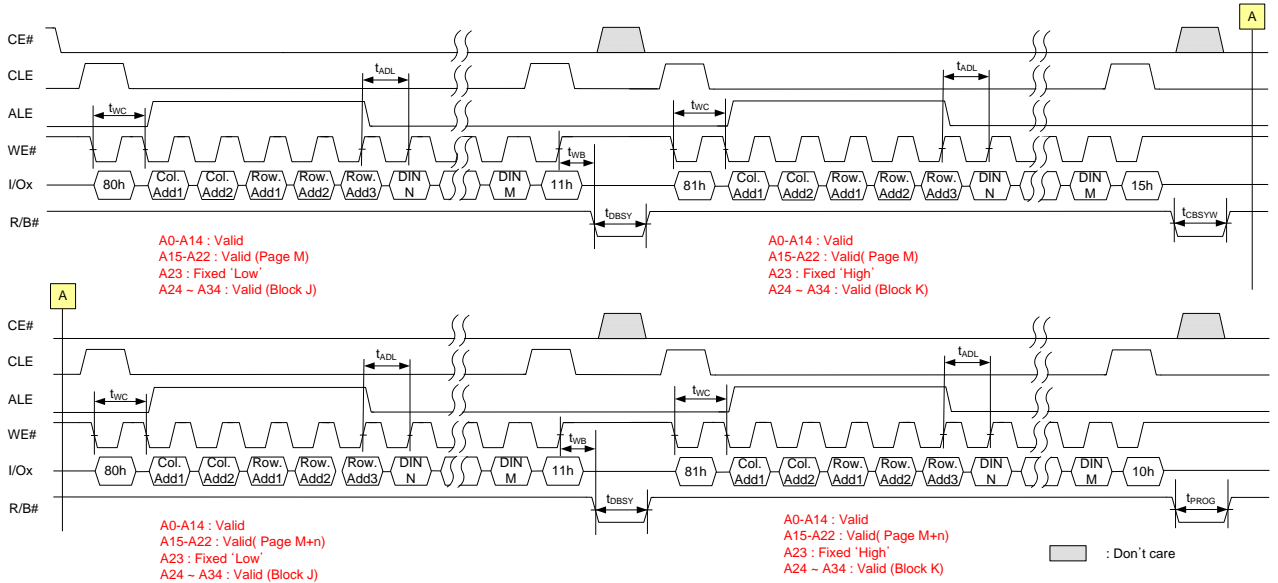 A
CE#
CLE
tADL
tADL
ALE
tWC
tWC
WE#
tWB
I/Ox 80h Col. Add1 Col. Add2 Row. Add1 Row. Add2 Row. Add3 DIN N DIN M 11h 81h Col. Add1 Col. Add2 Row. Add1 Row. Add2 Row. Add3 DIN N DIN M 15h
R/B#
tDBSY
tCBSYW
A0-A14 : Valid
A15-A22 : Valid (Page M)
A23 : Fixed ‘Low’
A24 ~ A34 : Valid (Block J)
A0-A14 : Valid
A15-A22 : Valid( Page M)
A23 : Fixed ‘High’
A24 ~ A34 : Valid (Block K)
A
CE#
CLE
tADL
tADL
ALE
tWC
tWC
WE#
tWB
I/Ox 80h Col. Add1 Col. Add2 Row. Add1 Row. Add2 Row. Add3 DIN N DIN M 11h 81h Col. Add1 Col. Add2 Row. Add1 Row. Add2 Row. Add3 DIN N DIN M 10h
R/B#
tDBSY
tPROG
A0-A14 : Valid
A15-A22 : Valid( Page M+n)
A23 : Fixed ‘Low’
A24 ~ A34 : Valid (Block J)
A0-A14 : Valid
A15-A22 : Valid( Page M+n)
A23 : Fixed ‘High’
A24 ~ A34 : Valid (Block K)
: Don’t care